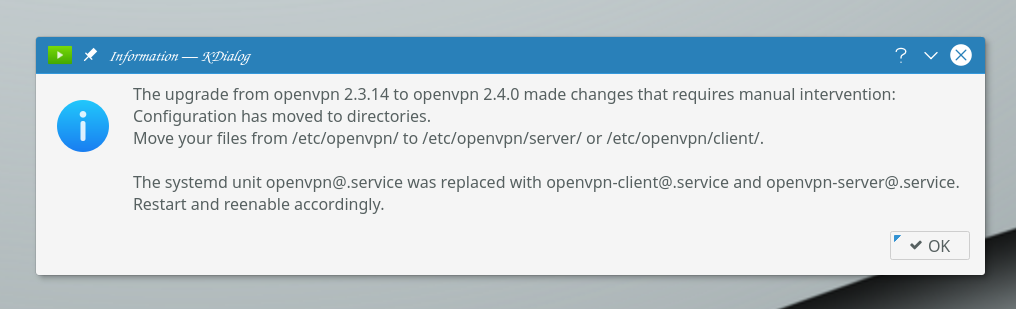 Information — KDialog
The upgrade from openvpn 2.3.14 to openvpn 2.4.0 made changes that requires manual intervention:
Configuration has moved to directories.
Move your files from /etc/openvpn/ to /etc/openvpn/server/ or /etc/openvpn/client/.
The systemd unit openvpn@.service was replaced with openvpn-client@.service and openvpn-server@.service.
Restart and reenable accordingly.
OK